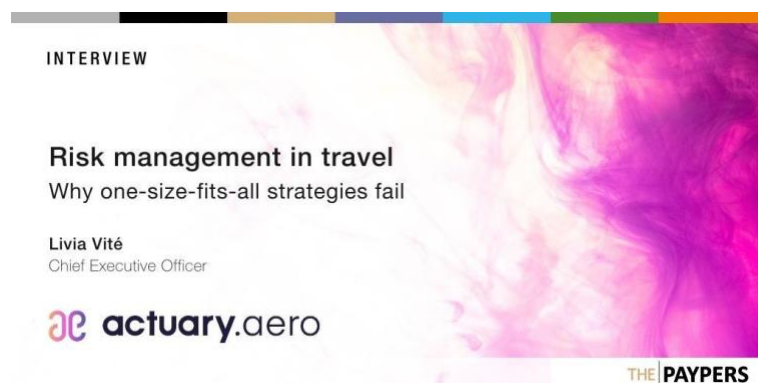 INTERVIEW
Risk management in travel
Why one-size-fits-all strategies fail
Livia Vité
Chief Executive Officer
actuary.aero
THE PAYPERS